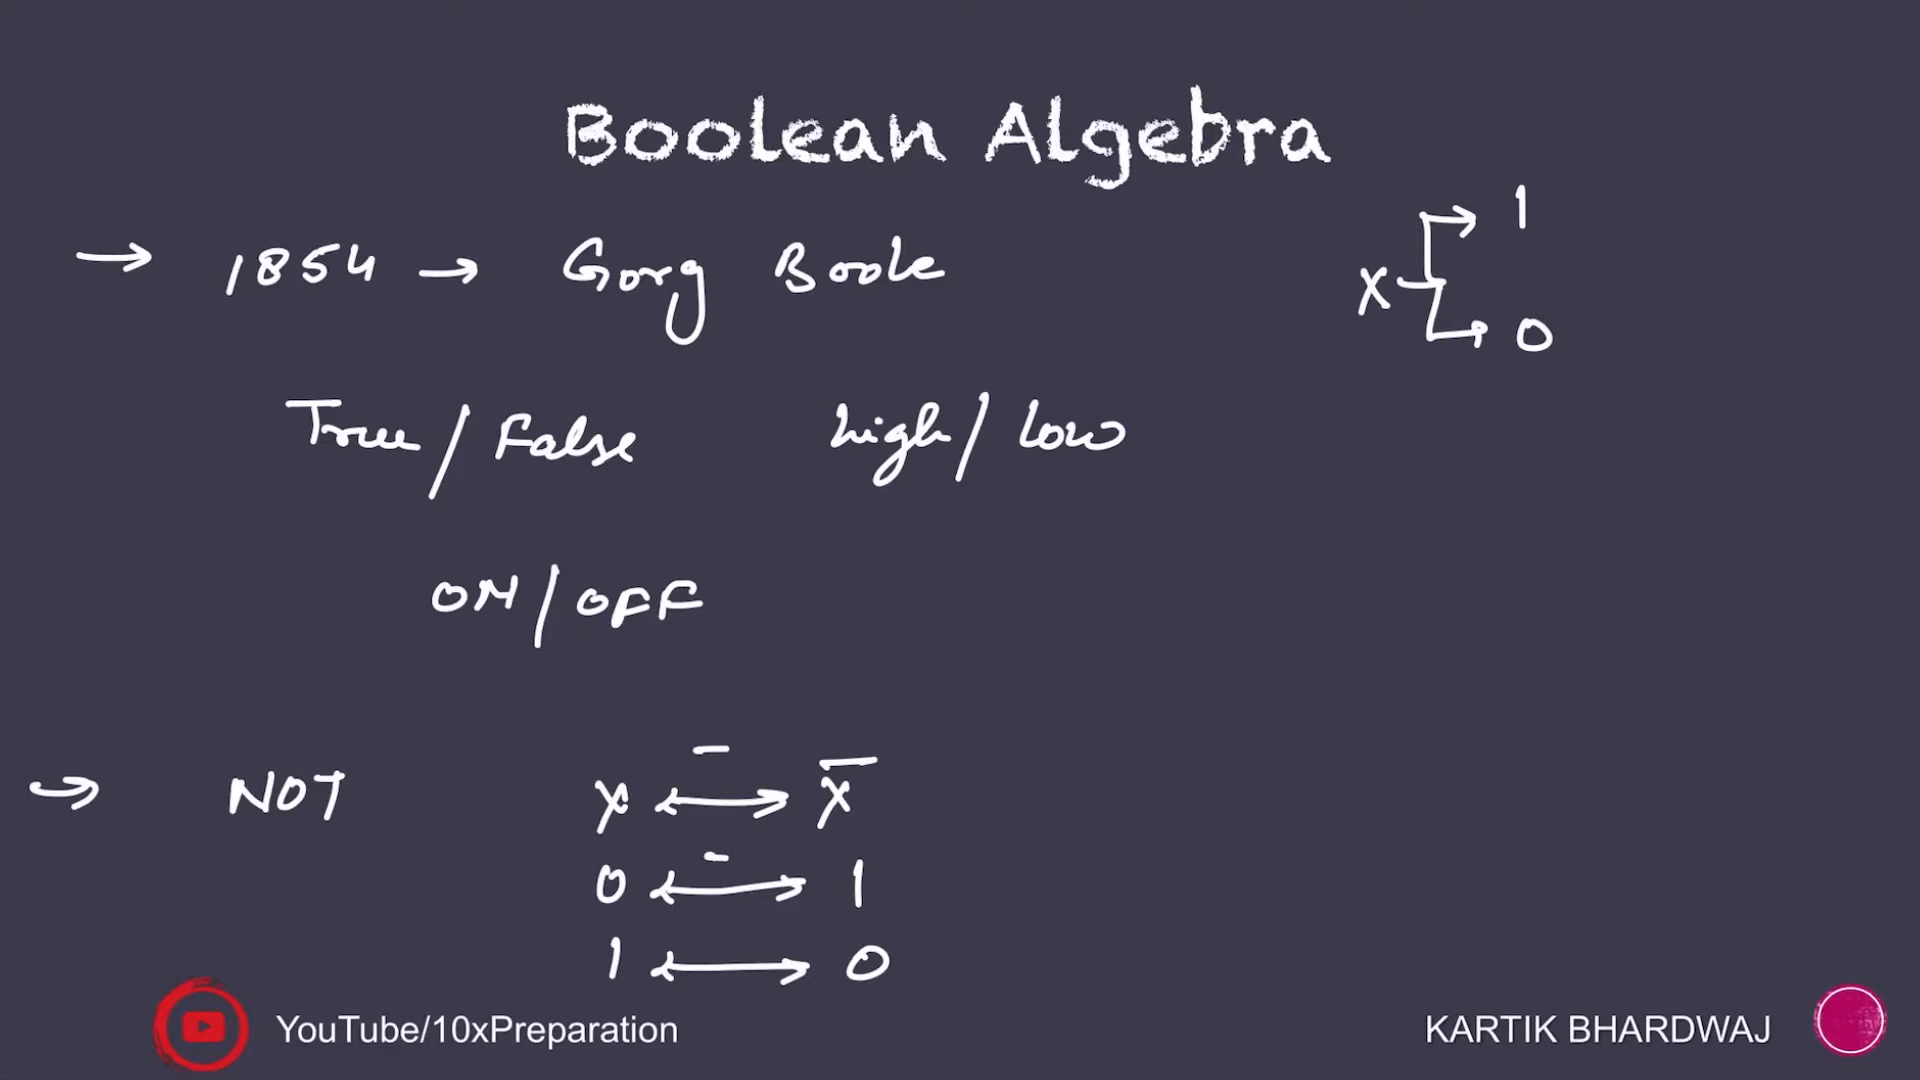 Boolean Algebra
→ 1854 → Gorg Boole
X → 1
→ 0
True/False high/low
ON/OFF
→ NOT x ↔ x̄
0 ↔ 1
1 ↔ 0
YouTube/10xPreparation
KARTIK BHARDWAJ